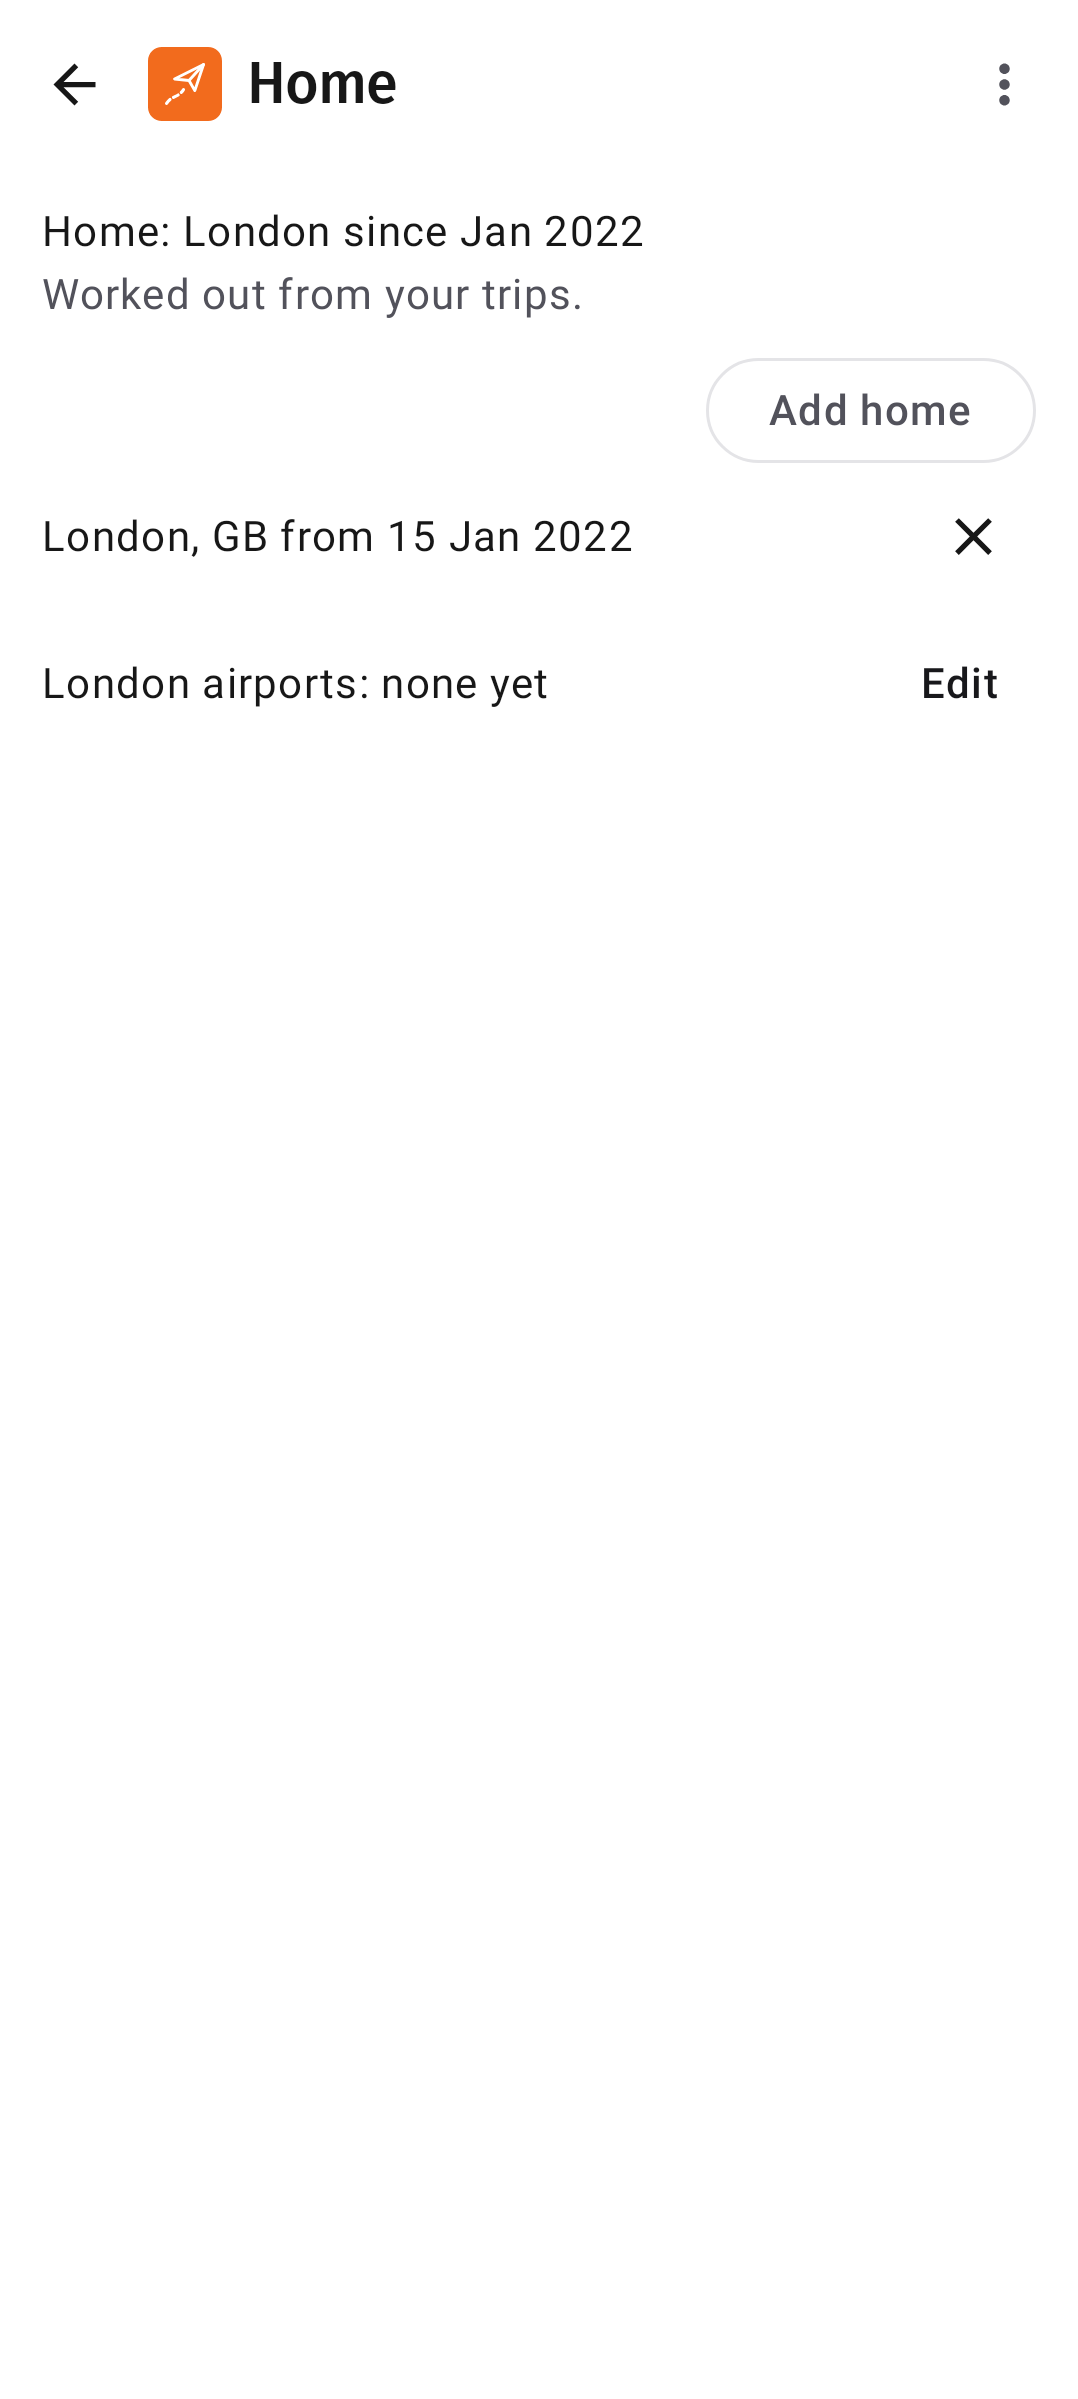 Home
Home: London since Jan 2022
Worked out from your trips.
Add home
London, GB from 15 Jan 2022
London airports: none yet
Edit